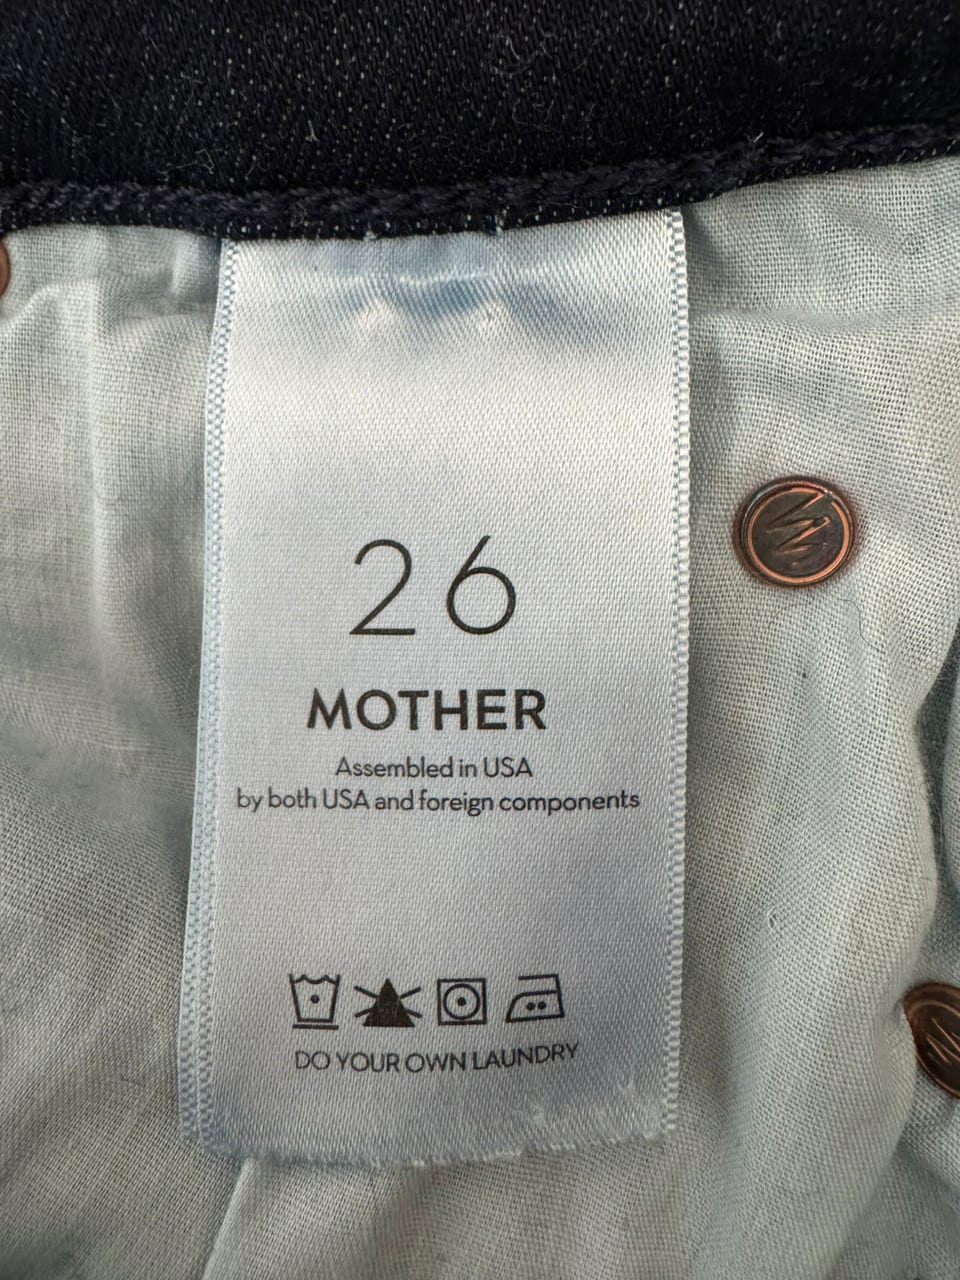 26
MOTHER
Assembled in USA
by both USA and foreign components
DO YOUR OWN LAUNDRY